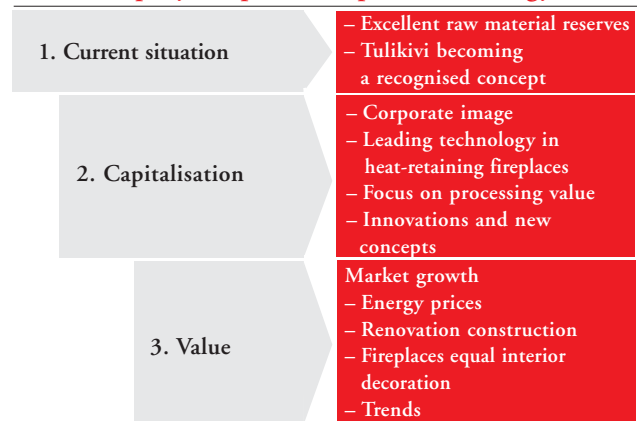 1. Current situation
– Excellent raw material reserves
– Tulikivi becoming
a recognised concept
2. Capitalisation
– Corporate image
– Leading technology in
heat-retaining fireplaces
– Focus on processing value
– Innovations and new
concepts
3. Value
Market growth
– Energy prices
– Renovation construction
– Fireplaces equal interior
decoration
– Trends